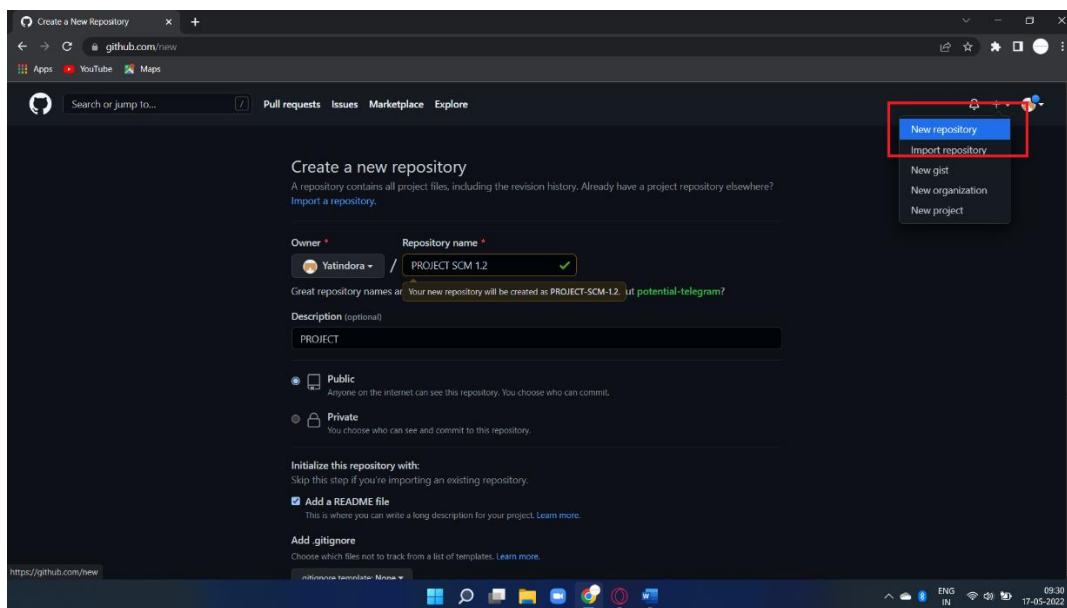 Create a New Repository
github.com/new
Apps YouTube Maps
Search or jump to... / Pull requests Issues Marketplace Explore
New repository
Import repository
New gist
New organization
New project
Create a new repository
A repository contains all project files, including the revision history. Already have a project repository elsewhere?
Import a repository.
Owner * Repository name *
Yatindora / PROJECT SCM 1.2
Great repository names ar Your new repository will be created as PROJECT-SCM-1.2. ut potential-telegram?
Description (optional)
PROJECT
Public
Anyone on the internet can see this repository. You choose who can commit.
Private
You choose who can see and commit to this repository.
Initialize this repository with:
Skip this step if you're importing an existing repository.
Add a README file
This is where you can write a long description for your project. Learn more.
Add .gitignore
Choose which files not to track from a list of templates. Learn more.
.gitignore template: None
https://github.com/new
ENG
IN
09:30
17-05-2022